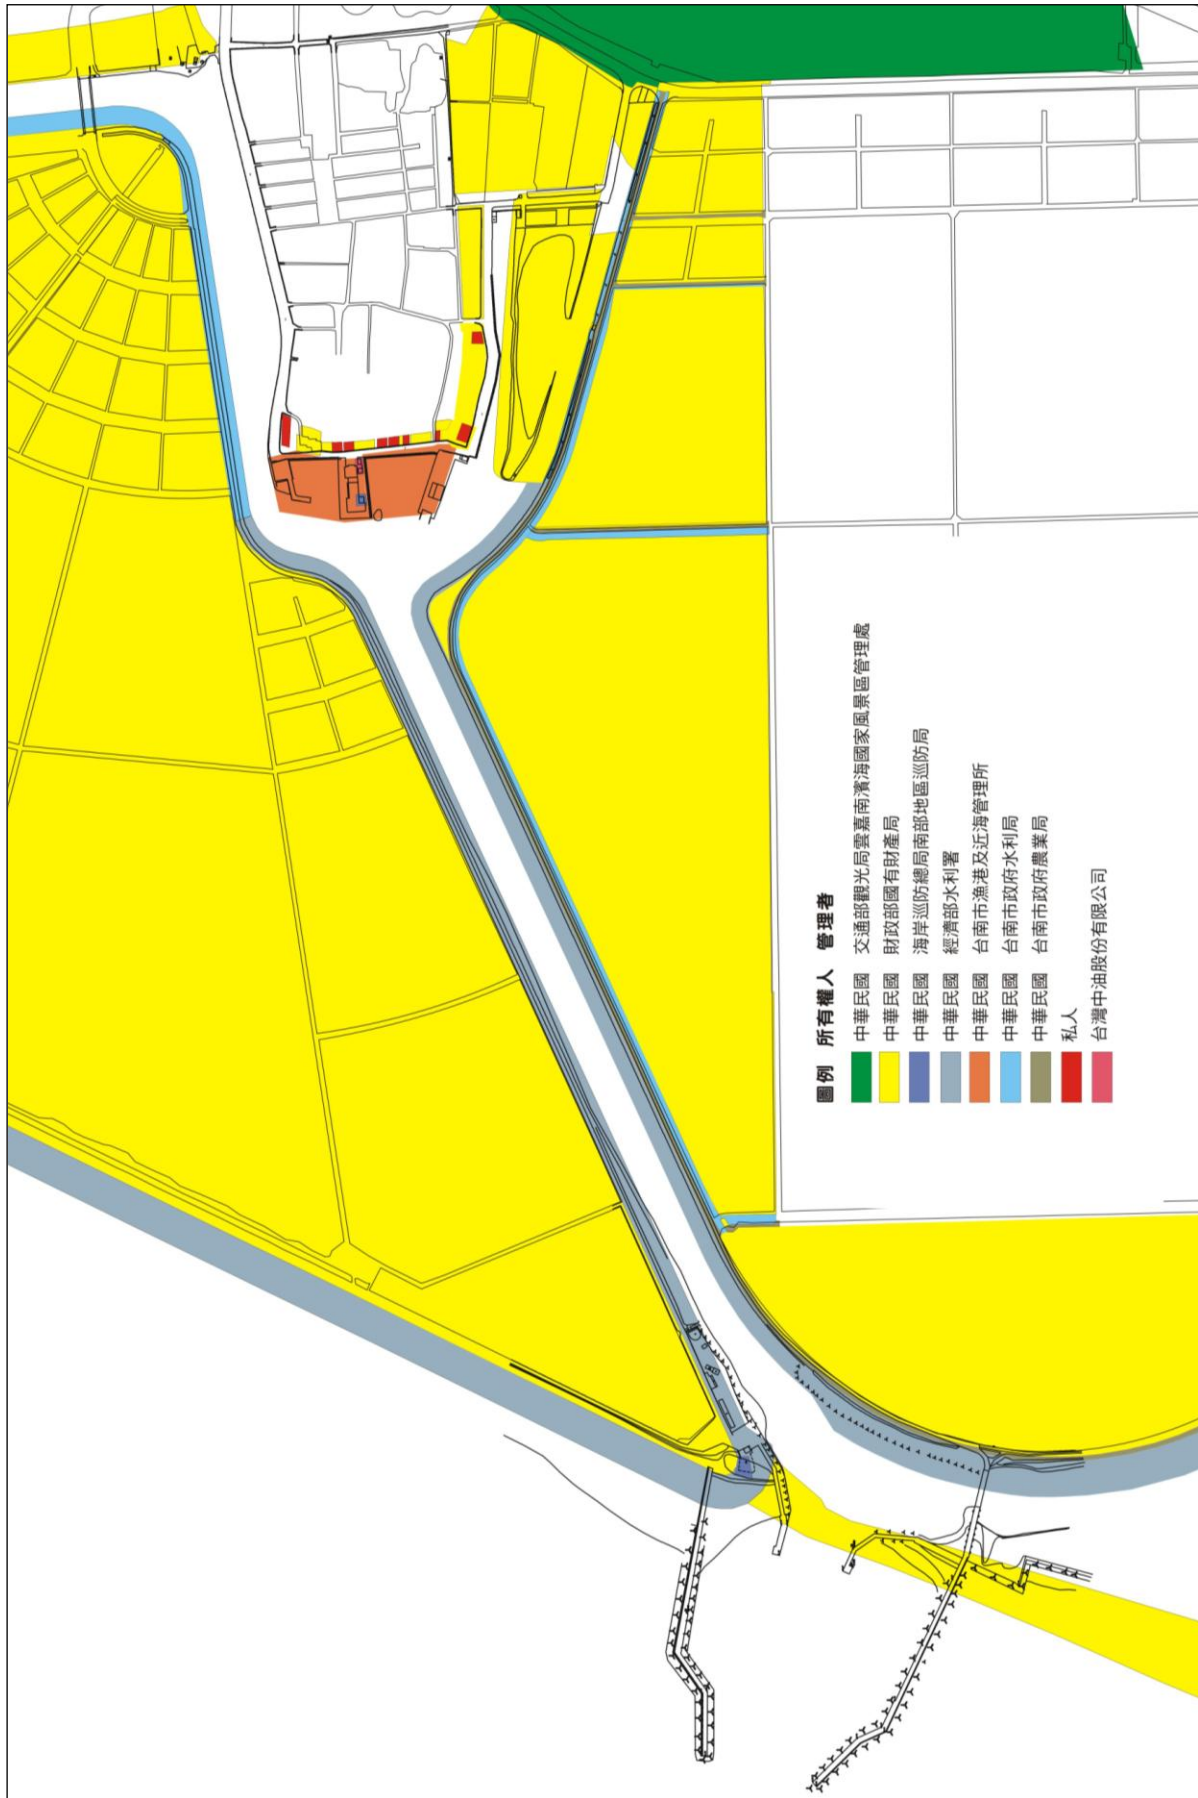 圖例 所有權人 管理者
中華民國 交通部觀光局雲嘉南濱海國家風景區管理處
中華民國 財政部國有財產局
中華民國 海岸巡防總局南部地區巡防局
中華民國 經濟部水利署
中華民國 台南市漁港及近海管理所
中華民國 台南市政府水利局
中華民國 台南市政府農業局
私人
台灣中油股份有限公司